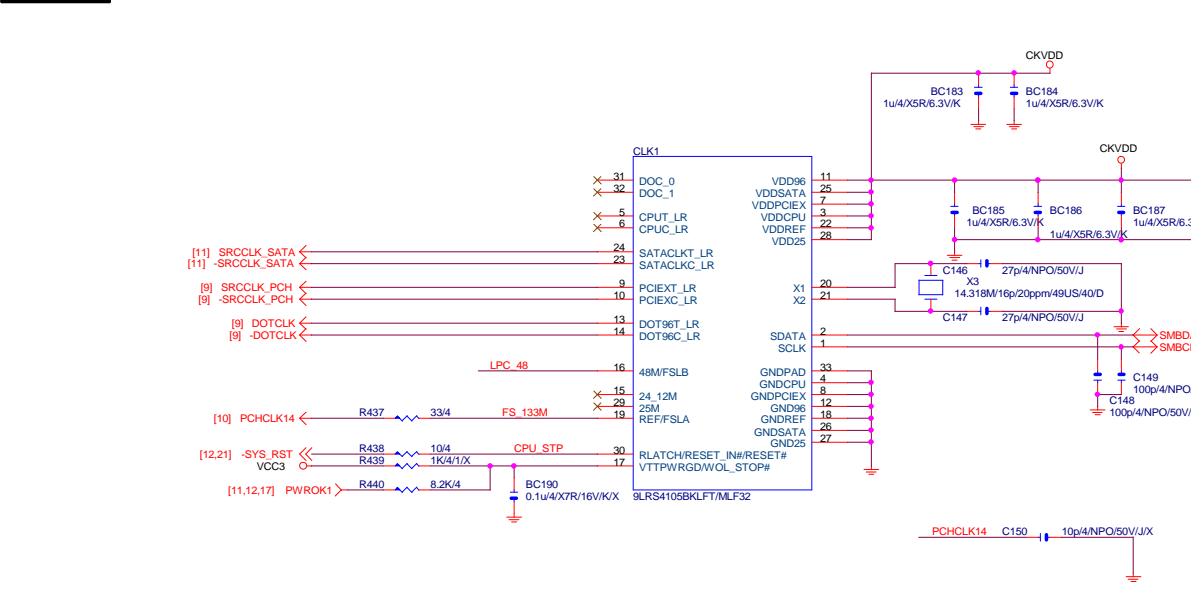 CKVDD
BC183
1u/4/X5R/6.3V/K
BC184
1u/4/X5R/6.3V/K
CKVDD
BC185
1u/4/X5R/6.3V/K
BC186
1u/4/X5R/6.3V/K
BC187
1u/4/X5R/6.3
CLK1
31 DOC_0
32 DOC_1
5 CPUT_LR
6 CPUC_LR
[11] SRCCLK_SATA 24 SATACLKT_LR
[11] -SRCCLK_SATA 23 SATACLKC_LR
[9] SRCCLK_PCH 9 PCIEXT_LR
[9] -SRCCLK_PCH 10 PCIEXC_LR
[9] DOTCLK 13 DOT96T_LR
[9] -DOTCLK 14 DOT96C_LR
LPC_48 16 48M/FSLB
15 24_12M
29 25M
[10] PCHCLK14 R437 33/4 FS_133M 19 REF/FSLA
[12,21] -SYS_RST R438 10/4 CPU_STP 30 RLATCH/RESET_IN#/RESET#
VCC3 R439 1K/4/1/X 17 VTTPWRGD/WOL_STOP#
[11,12,17] PWROK1 R440 8.2K/4
BC190
0.1u/4/X7R/16V/K/X
9LRS4105BKLFT/MLF32
VDD96 11
VDDSATA 25
VDDPCIEX 7
VDDCPU 3
VDDREF 22
VDD25 28
X1 20
X2 21
C146 27p/4/NPO/50V/J
X3
14.318M/16p/20ppm/49US/40/D
C147 27p/4/NPO/50V/J
SDATA 2 SMBD
SCLK 1 SMBC
GNDPAD 33
GNDCPU 4
GNDPCIEX 8
GND96 12
GNDREF 18
GNDSATA 26
GND25 27
C149
100p/4/NPO
C148
100p/4/NPO/50V/
PCHCLK14 C150 10p/4/NPO/50V/J/X